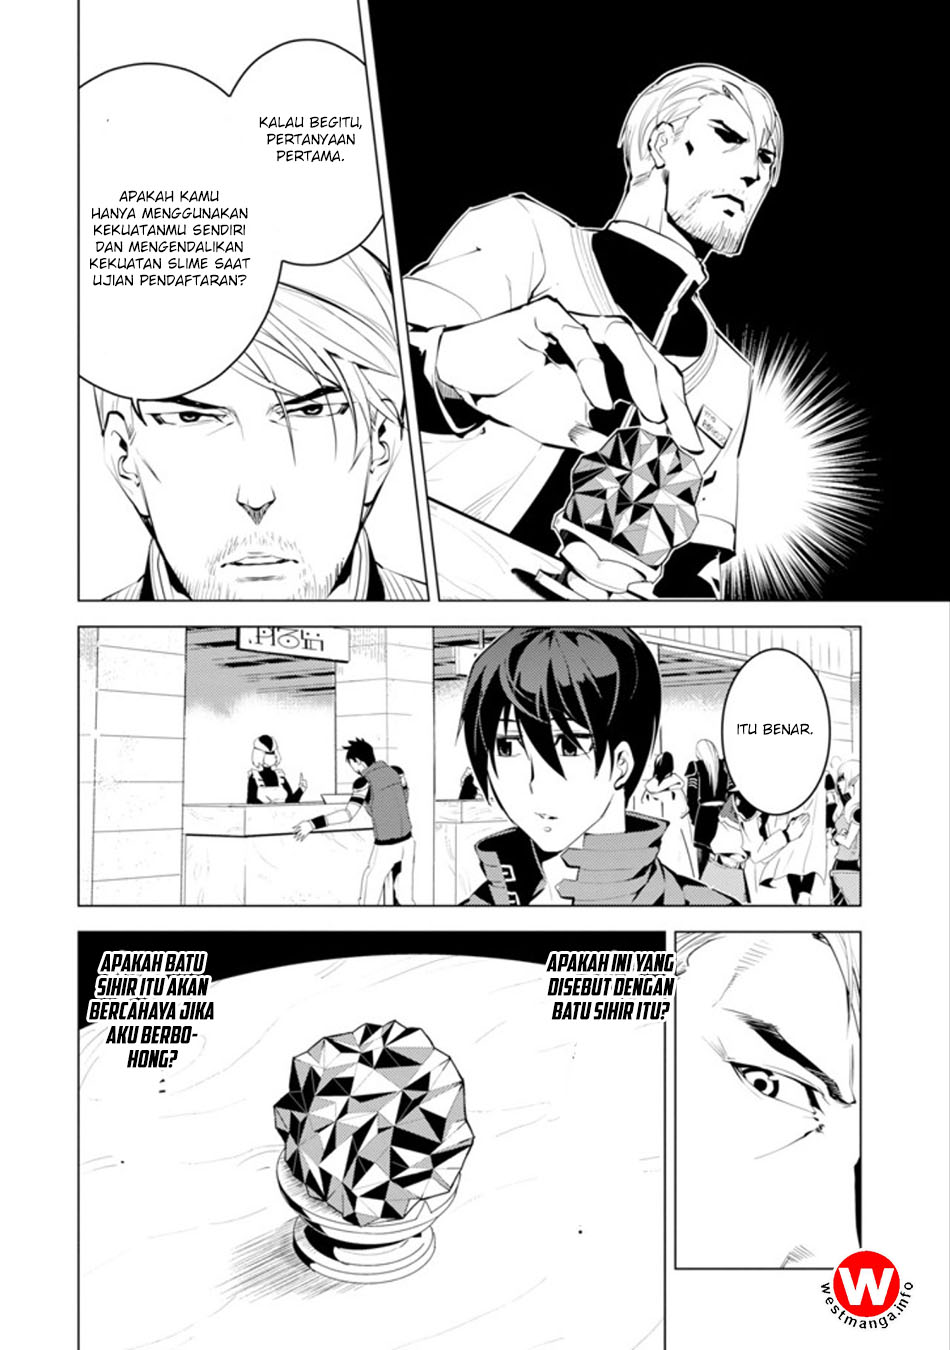 KALAU BEGITU,
PERTANYAAN
PERTAMA.
APAKAH KAMU
HANYA MENGGUNAKAN
KEKUATANMU SENDIRI
DAN MENGENDALIKAN
KEKUATAN SLIME SAAT
UJIAN PENDAFTARAN?
ITU BENAR.
APAKAH INI YANG
DISEBUT DENGAN
BATU SIHIR ITU?
APAKAH BATU
SIHIR ITU AKAN
BERCAHAYA JIKA
AKU BERBO-
HONG?
W
westmanga.info